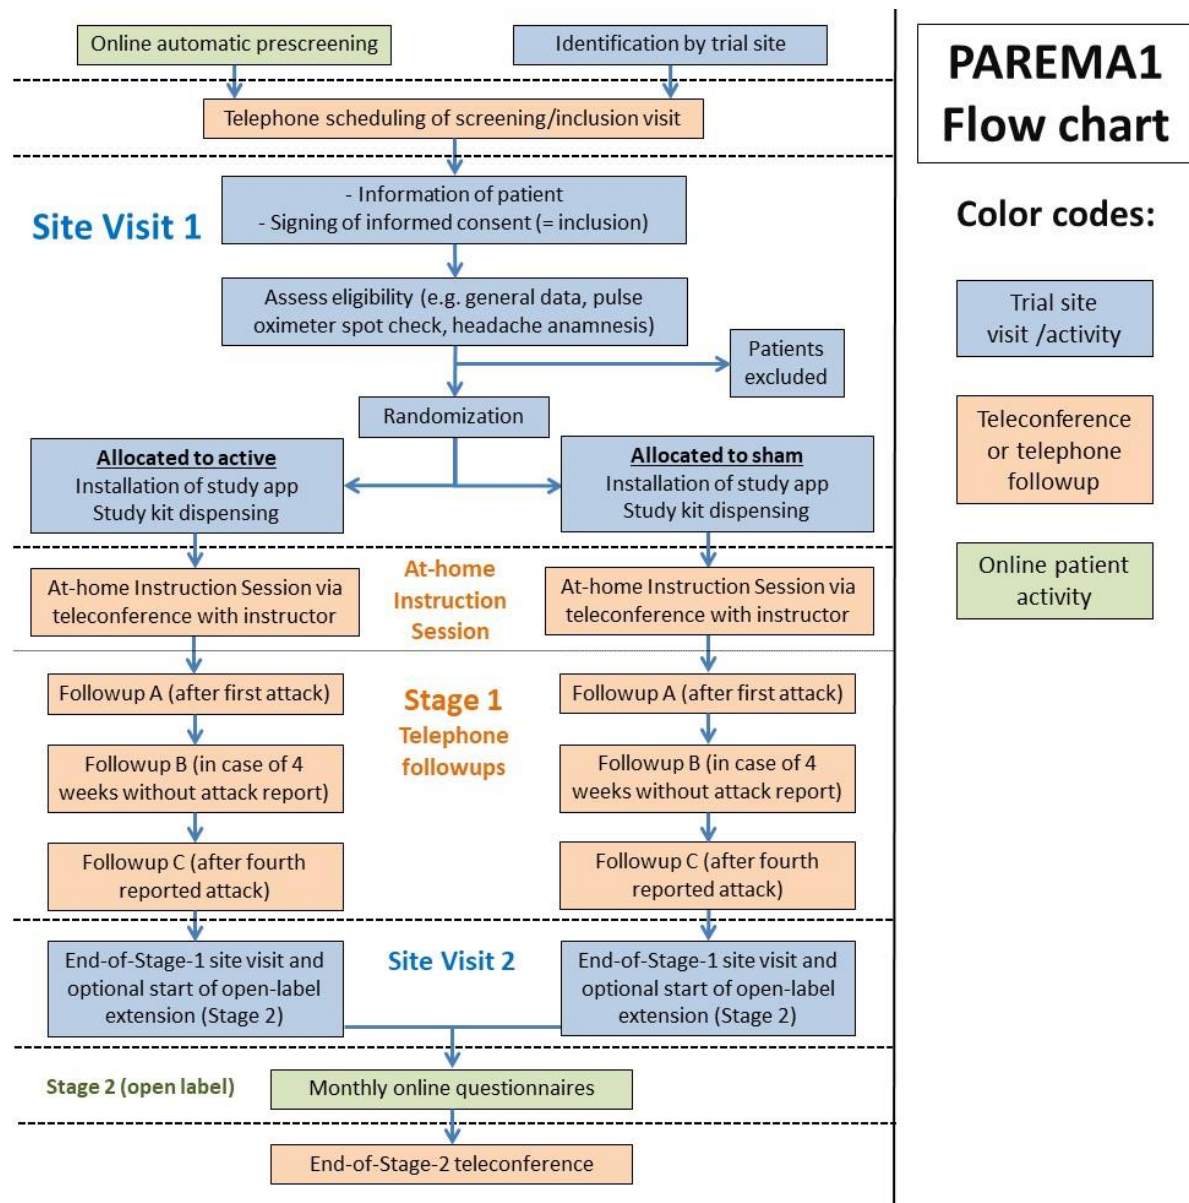 Online automatic prescreening
Identification by trial site
Telephone scheduling of screening/inclusion visit
Site Visit 1
- Information of patient
- Signing of informed consent (= inclusion)
Assess eligibility (e.g. general data, pulse
oximeter spot check, headache anamnesis)
Patients
excluded
Randomization
Allocated to active
Installation of study app
Study kit dispensing
Allocated to sham
Installation of study app
Study kit dispensing
At-home Instruction Session via
teleconference with instructor
At-home
Instruction
Session
At-home Instruction Session via
teleconference with instructor
Followup A (after first attack)
Followup B (in case of 4
weeks without attack report)
Followup C (after fourth
reported attack)
Stage 1
Telephone
followups
Followup A (after first attack)
Followup B (in case of 4
weeks without attack report)
Followup C (after fourth
reported attack)
End-of-Stage-1 site visit and
optional start of open-label
extension (Stage 2)
Site Visit 2
End-of-Stage-1 site visit and
optional start of open-label
extension (Stage 2)
Stage 2 (open label)
Monthly online questionnaires
End-of-Stage-2 teleconference
PAREMA1
Flow chart
Color codes:
Trial site
visit /activity
Teleconference
or telephone
followup
Online patient
activity